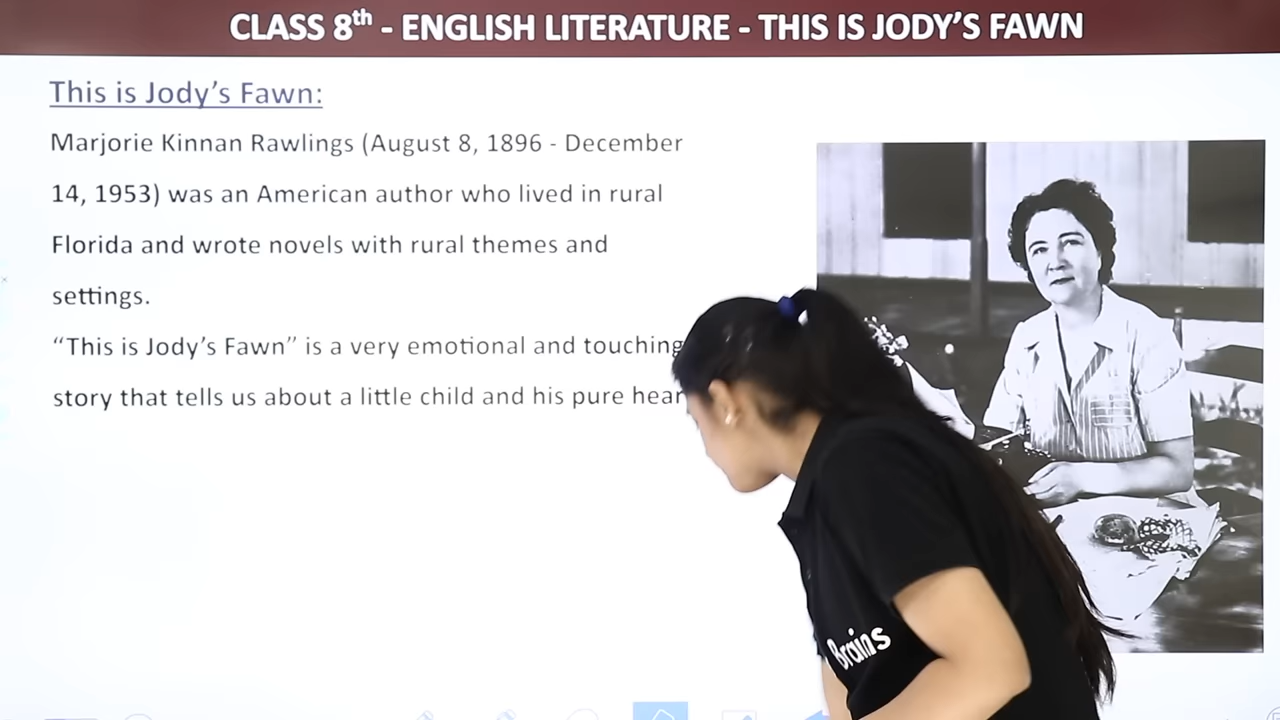 CLASS 8th - ENGLISH LITERATURE - THIS IS JODY'S FAWN
This is Jody's Fawn:
Marjorie Kinnan Rawlings (August 8, 1896 - December
14, 1953) was an American author who lived in rural
Florida and wrote novels with rural themes and
settings.
“This is Jody's Fawn” is a very emotional and touching
story that tells us about a little child and his pure hear
Brains